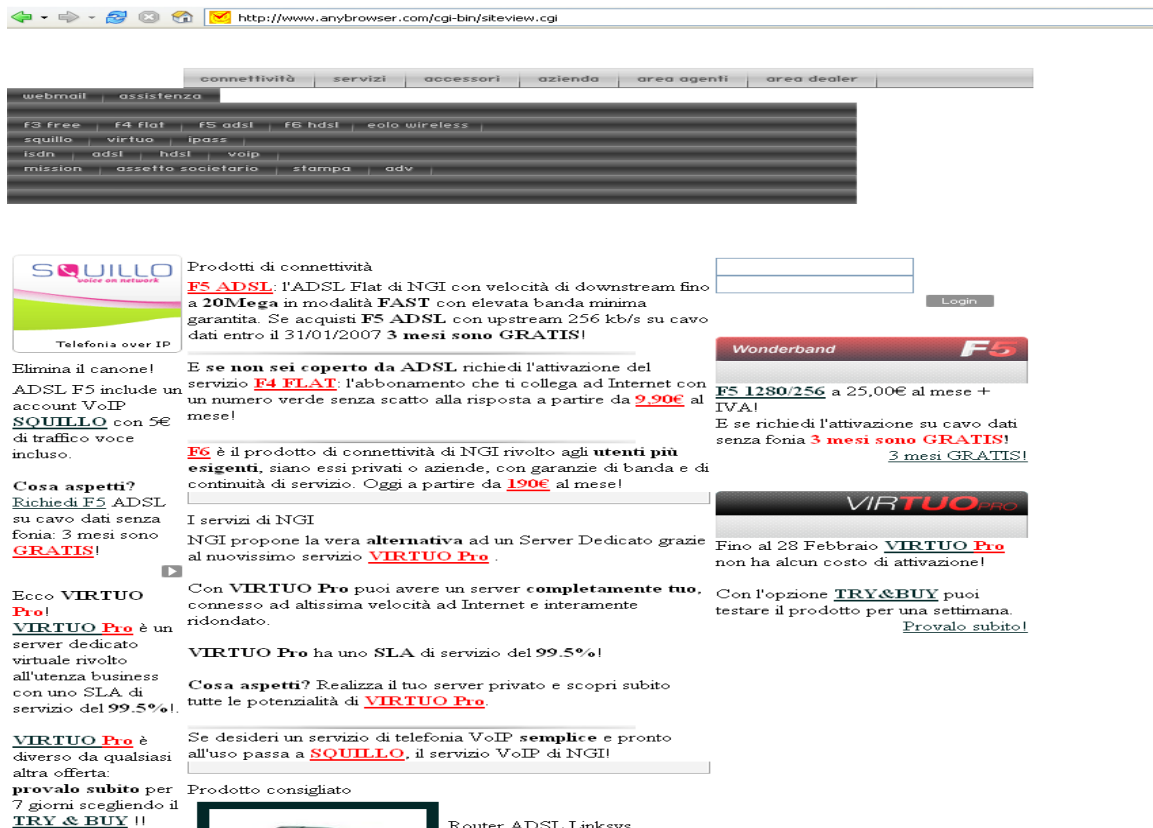 http://www.anybrowser.com/cgi-bin/siteview.cgi
connettività servizi accessori azienda area agenti area dealer
webmail assistenza
F3 free F4 flat F5 adsl F6 hdsl eolo wireless
squillo virtuo ipass
isdn adsl hdsl voip
mission assetto societario stampa adv
SQUILLO
voice on network
Telefonia over IP
Elimina il canone!
ADSL F5 include un
account VoIP
SQUILLO con 5€
di traffico voce
incluso.
Cosa aspetti?
Richiedi F5 ADSL
su cavo dati senza
fonia: 3 mesi sono
GRATIS!
Ecco VIRTUO
Pro!
VIRTUO Pro è un
server dedicato
virtuale rivolto
all'utenza business
con uno SLA di
servizio del 99.5%!.
VIRTUO Pro è
diverso da qualsiasi
altra offerta:
provalo subito per
7 giorni scegliendo il
TRY & BUY !!
Prodotti di connettività
F5 ADSL: l'ADSL Flat di NGI con velocità di downstream fino
a 20Mega in modalità FAST con elevata banda minima
garantita. Se acquisti F5 ADSL con upstream 256 kb/s su cavo
dati entro il 31/01/2007 3 mesi sono GRATIS!
E se non sei coperto da ADSL richiedi l'attivazione del
servizio F4 FLAT: l'abbonamento che ti collega ad Internet con
un numero verde senza scatto alla risposta a partire da 9,90€ al
mese!
F6 è il prodotto di connettività di NGI rivolto agli utenti più
esigenti, siano essi privati o aziende, con garanzie di banda e di
continuità di servizio. Oggi a partire da 190€ al mese!
I servizi di NGI
NGI propone la vera alternativa ad un Server Dedicato grazie
al nuovissimo servizio VIRTUO Pro .
Con VIRTUO Pro puoi avere un server completamente tuo,
connesso ad altissima velocità ad Internet e interamente
ridondato.
VIRTUO Pro ha uno SLA di servizio del 99.5%!
Cosa aspetti? Realizza il tuo server privato e scopri subito
tutte le potenzialità di VIRTUO Pro.
Se desideri un servizio di telefonia VoIP semplice e pronto
all'uso passa a SQUILLO, il servizio VoIP di NGI!
Prodotto consigliato
Router ADSL Linksys
Login
Wonderband F5
F5 1280/256 a 25,00€ al mese +
IVA!
E se richiedi l'attivazione su cavo dati
senza fonia 3 mesi sono GRATIS!
3 mesi GRATIS!
VIRTUO PRO
Fino al 28 Febbraio VIRTUO Pro
non ha alcun costo di attivazione!
Con l'opzione TRY&BUY puoi
testare il prodotto per una settimana.
Provalo subito!